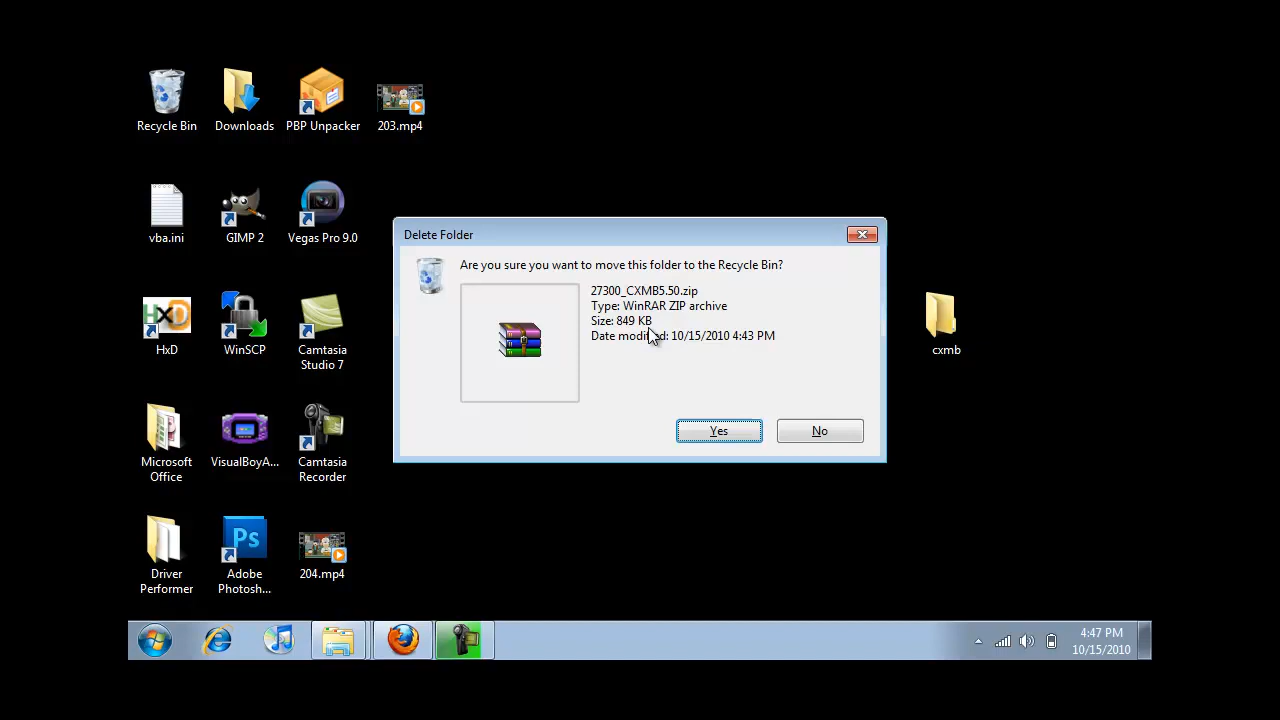 Recycle Bin
Downloads
PBP Unpacker
203.mp4
vba.ini
GIMP 2
Vegas Pro 9.0
HxD
HxD
WinSCP
Camtasia
Studio 7
Microsoft
Office
VisualBoyA...
Camtasia
Recorder
Driver
Performer
Ps
Adobe
Photosh...
204.mp4
Delete Folder
Are you sure you want to move this folder to the Recycle Bin?
27300_CXMB5.50.zip
Type: WinRAR ZIP archive
Size: 849 KB
Date modified: 10/15/2010 4:43 PM
Yes
No
cxmb
4:47 PM
10/15/2010